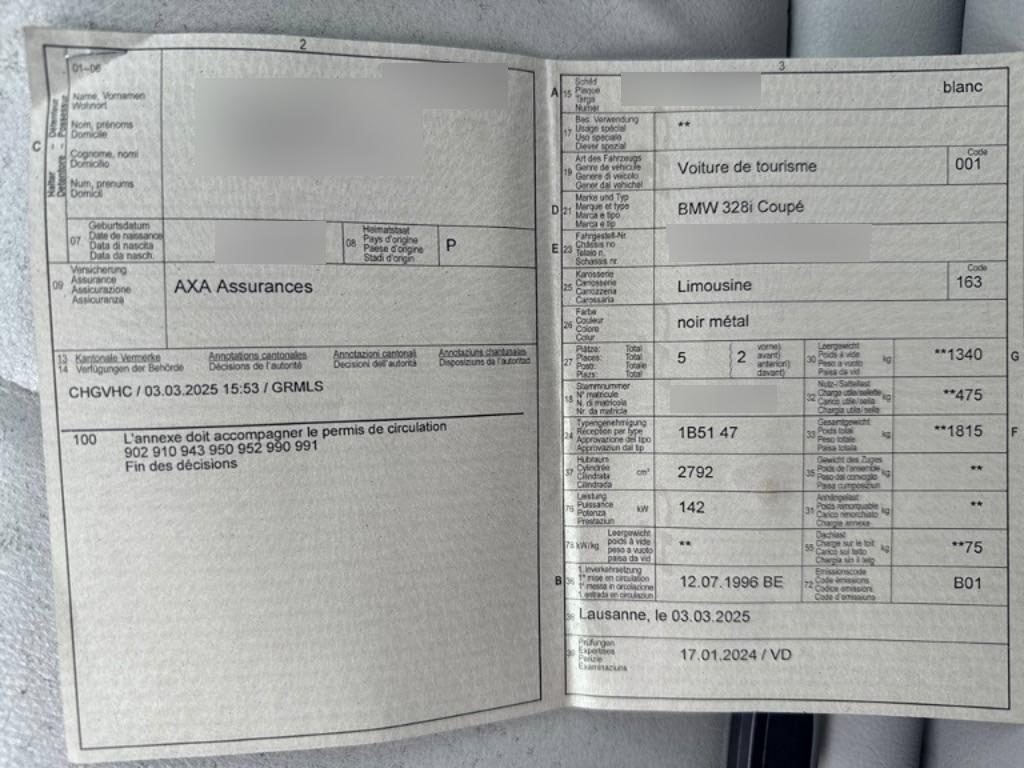 2
01-06
Name, Vornamen
Wohnort
Nom, prénoms
Domicile
Cognome, nomi
Domicilio
Num, prenums
Domicil
C
Halter - Détenteur
Detentore - Possessur
07
Geburtsdatum
Date de naissance
Data di nascita
Data da nasch.
08
Heimatstaat
Pays d'origine
Paese d'origine
Stadi d'origin
P
09
Versicherung
Assurance
Assicurazione
Assicuranza
AXA Assurances
13
14
Kantonale Vermerke
Verfügungen der Behörde
Annotations cantonales
Décisions de l'autorité
Annotazioni cantonali
Decisioni dell'autorità
Annotaziuns chantunalas
Disposiziuns da l'autoritad
CHGVHC / 03.03.2025 15:53 / GRMLS
100 L'annexe doit accompagner le permis de circulation
902 910 943 950 952 990 991
Fin des décisions
3
A 15
Schild
Plaque
Targa
Numer
blanc
17
Bes. Verwendung
Usage spécial
Uso speciale
Diever spezial
**
19
Art des Fahrzeugs
Genre de véhicule
Genere di veicolo
Gener dal vehichel
Voiture de tourisme
Code
001
D 21
Marke und Typ
Marque et type
Marca e tipo
Marca e tip
BMW 328i Coupé
E 23
Fahrgestell-Nr.
Châssis no
Telaio n.
Schassis nr.
25
Karosserie
Carrosserie
Carrozzeria
Carossaria
Limousine
Code
163
26
Farbe
Couleur
Colore
Colur
noir métal
27
Plätze: Total
Places: Total
Posti: Totale
Plazs: Total
5
2
vorne)
avant)
anteriori)
davant)
30
Leergewicht
Poids à vide
Peso a vuoto
Paisa da vid
kg
**1340
G
18
Stammnummer
N° matricule
N. di matricola
Nr. da matricla
32
Nutz-/Sattellast
Charge utile/sellette
Carico utile/sella
Chargia utila/sella
kg
**475
24
Typengenehmigung
Réception par type
Approvazione del tipo
Approvaziun dal tip
1B51 47
33
Gesamtgewicht
Poids total
Peso totale
Paisa totala
kg
**1815
F
37
Hubraum
Cylindrée
Cilindrata
Cilindrada
cm³
2792
35
Gewicht des Zuges
Poids de l'ensemble
Peso del convoglio
Paisa cumposiziun
kg
**
76
Leistung
Puissance
Potenza
Prestaziun
kW
142
31
Anhängelast
Poids remorquable
Carico rimorchiato
Chargia annexa
kg
**
78 kW/kg
Leergewicht
poids à vide
peso a vuoto
paisa da vid
**
55
Dachlast
Charge sur le toit
Carico sul tetto
Chargia sin il tetg
kg
**75
B 36
1. Inverkehrsetzung
1re mise en circulation
1a messa in circolazione
1. entrada en circulaziun
12.07.1996 BE
72
Emissionscode
Code émissions
Codice emissioni
Code d'emissiuns
B01
38
Lausanne, le 03.03.2025
39
Prüfungen
Expertises
Perizie
Examinaziuns
17.01.2024 / VD